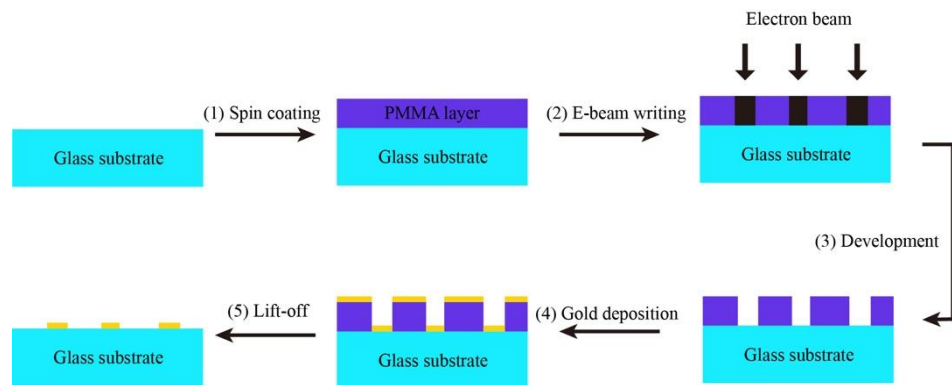 Electron beam
(1) Spin coating
PMMA layer
(2) E-beam writing
Glass substrate
Glass substrate
Glass substrate
(3) Development
(5) Lift-off
(4) Gold deposition
Glass substrate
Glass substrate
Glass substrate